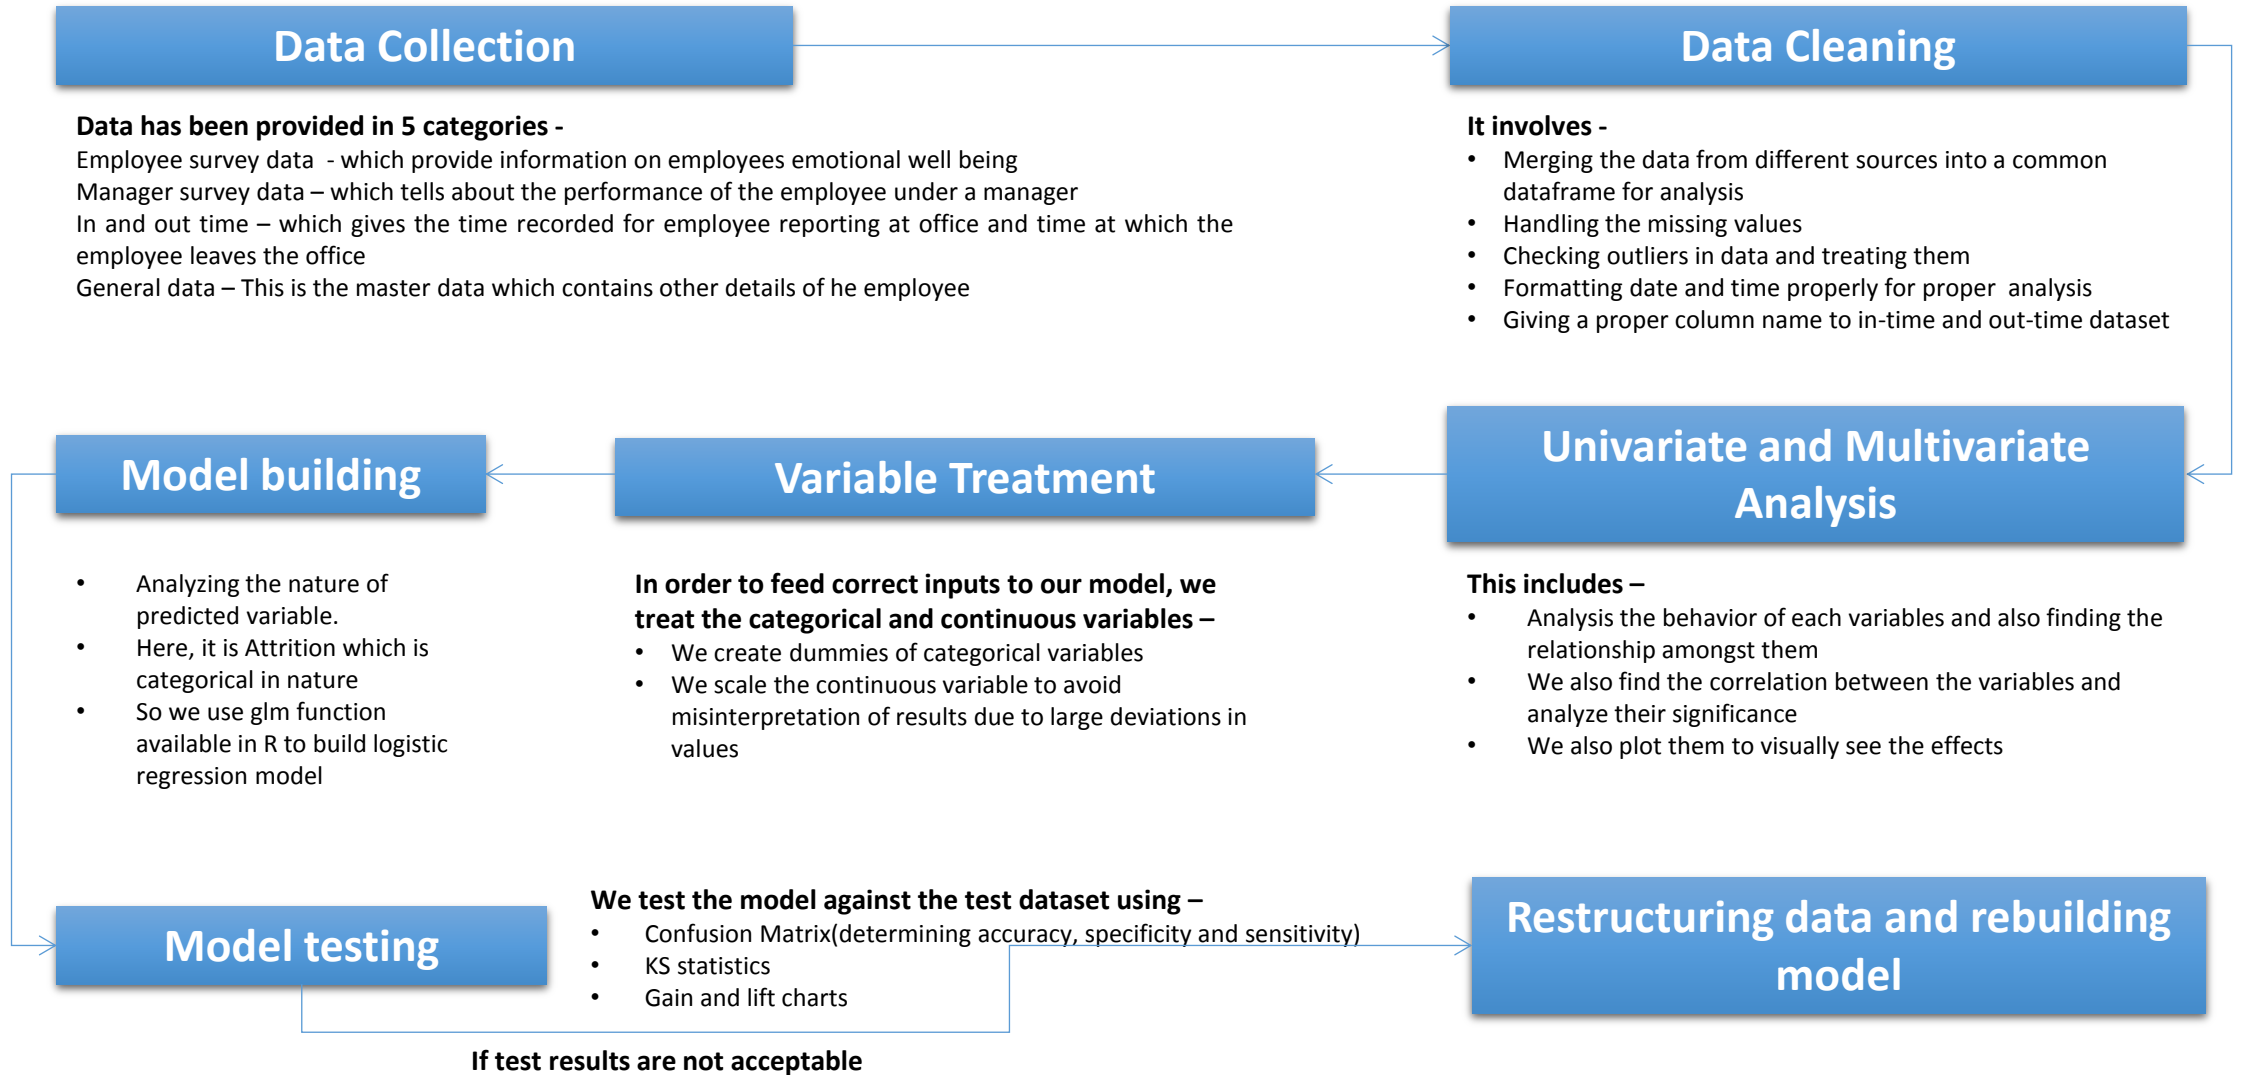 Data Collection
Data has been provided in 5 categories -
Employee survey data  - which provide information on employees emotional well being
Manager survey data – which tells about the performance of the employee under a manager
In and out time – which gives the time recorded for employee reporting at office and time at which the
employee leaves the office
General data – This is the master data which contains other details of he employee
Data Cleaning
It involves -
• Merging the data from different sources into a common
dataframe for analysis
• Handling the missing values
• Checking outliers in data and treating them
• Formatting date and time properly for proper  analysis
• Giving a proper column name to in-time and out-time dataset
Univariate and Multivariate
Analysis
This includes –
• Analysis the behavior of each variables and also finding the
relationship amongst them
• We also find the correlation between the variables and
analyze their significance
• We also plot them to visually see the effects
Variable Treatment
In order to feed correct inputs to our model, we
treat the categorical and continuous variables –
• We create dummies of categorical variables
• We scale the continuous variable to avoid
misinterpretation of results due to large deviations in
values
Model building
• Analyzing the nature of
predicted variable.
• Here, it is Attrition which is
categorical in nature
• So we use glm function
available in R to build logistic
regression model
Model testing
We test the model against the test dataset using –
• Confusion Matrix(determining accuracy, specificity and sensitivity)
• KS statistics
• Gain and lift charts
If test results are not acceptable
Restructuring data and rebuilding
model